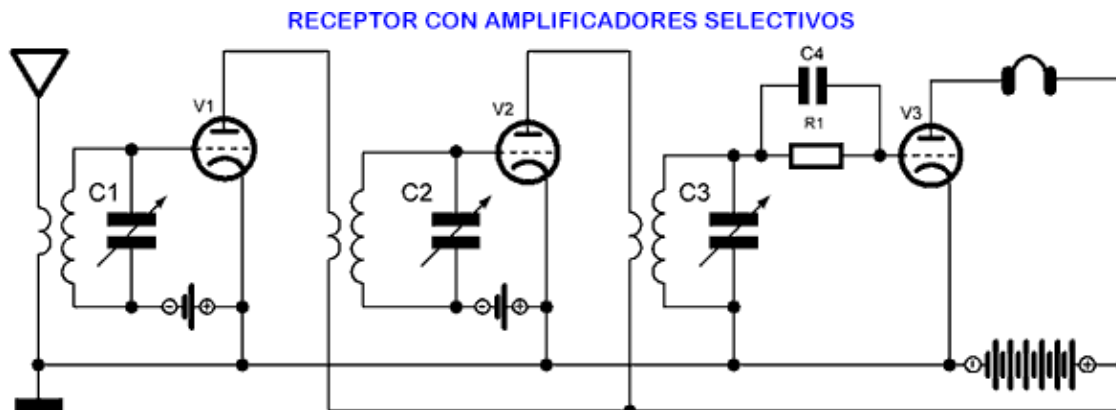 RECEPTOR CON AMPLIFICADORES SELECTIVOS
C4
V1
V2
R1
V3
C1
C2
C3
- +
- +
- +